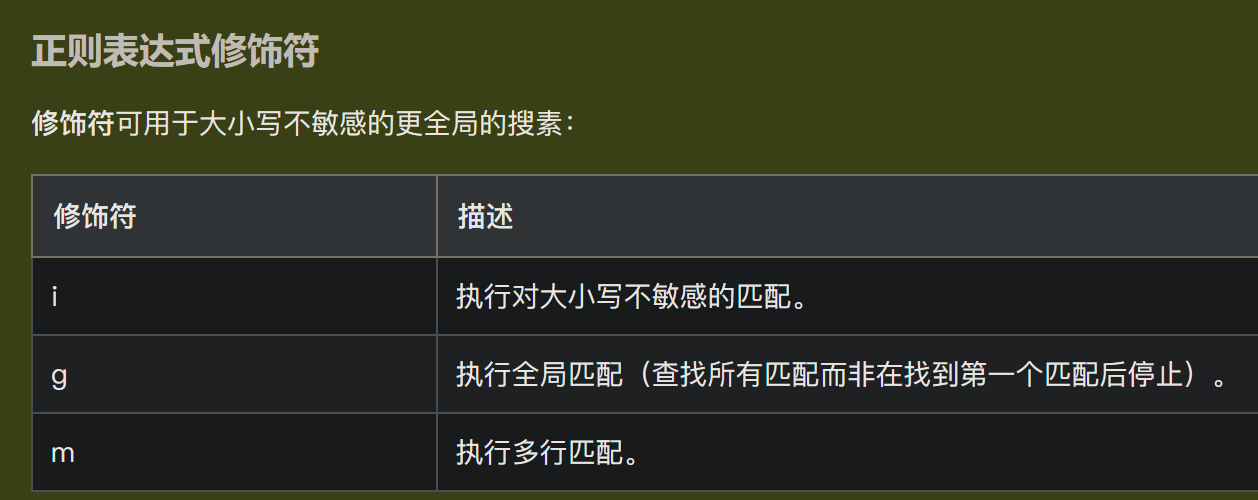 正则表达式修饰符
修饰符可用于大小写不敏感的更全局的搜素：
修饰符 描述
i 执行对大小写不敏感的匹配。
g 执行全局匹配（查找所有匹配而非在找到第一个匹配后停止）。
m 执行多行匹配。